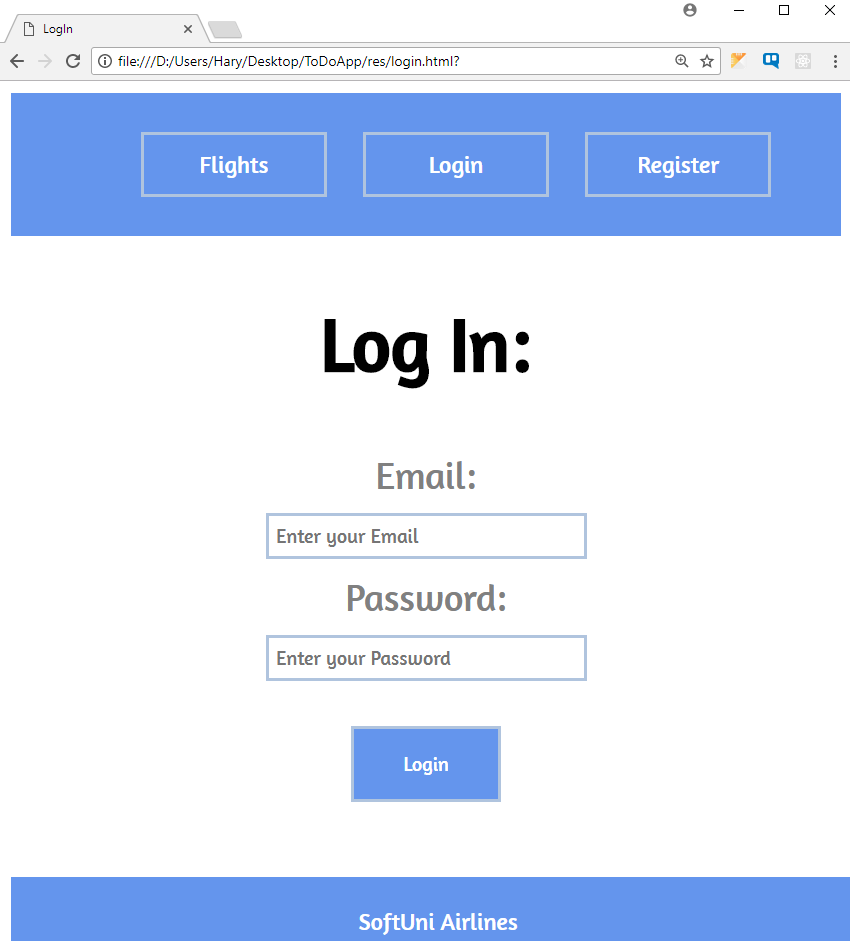 LogIn
file:///D:/Users/Hary/Desktop/ToDoApp/res/login.html?
Flights Login Register
Log In:
Email:
Enter your Email
Password:
Enter your Password
Login
SoftUni Airlines